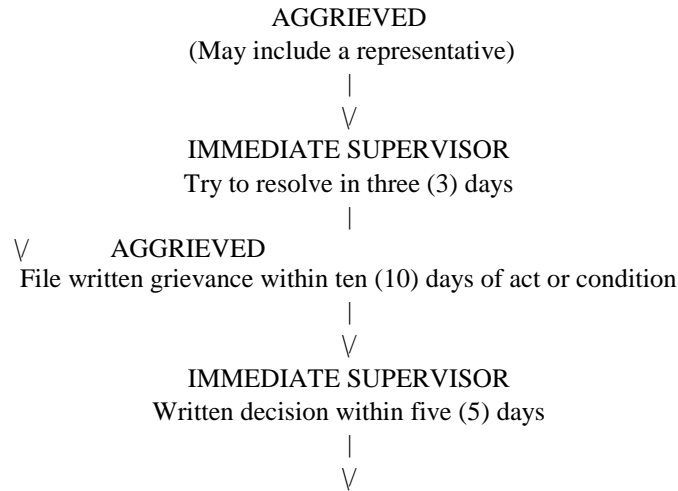 AGGRIEVED
(May include a representative)
|
\/
IMMEDIATE SUPERVISOR
Try to resolve in three (3) days
|
\/ AGGRIEVED
File written grievance within ten (10) days of act or condition
|
\/
IMMEDIATE SUPERVISOR
Written decision within five (5) days
|
\/